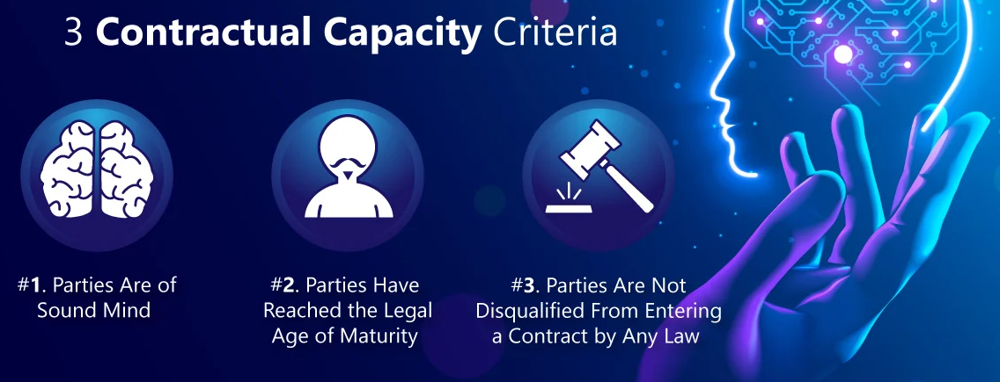 3 Contractual Capacity Criteria
#1. Parties Are of
Sound Mind
#2. Parties Have
Reached the Legal
Age of Maturity
#3. Parties Are Not
Disqualified From Entering
a Contract by Any Law